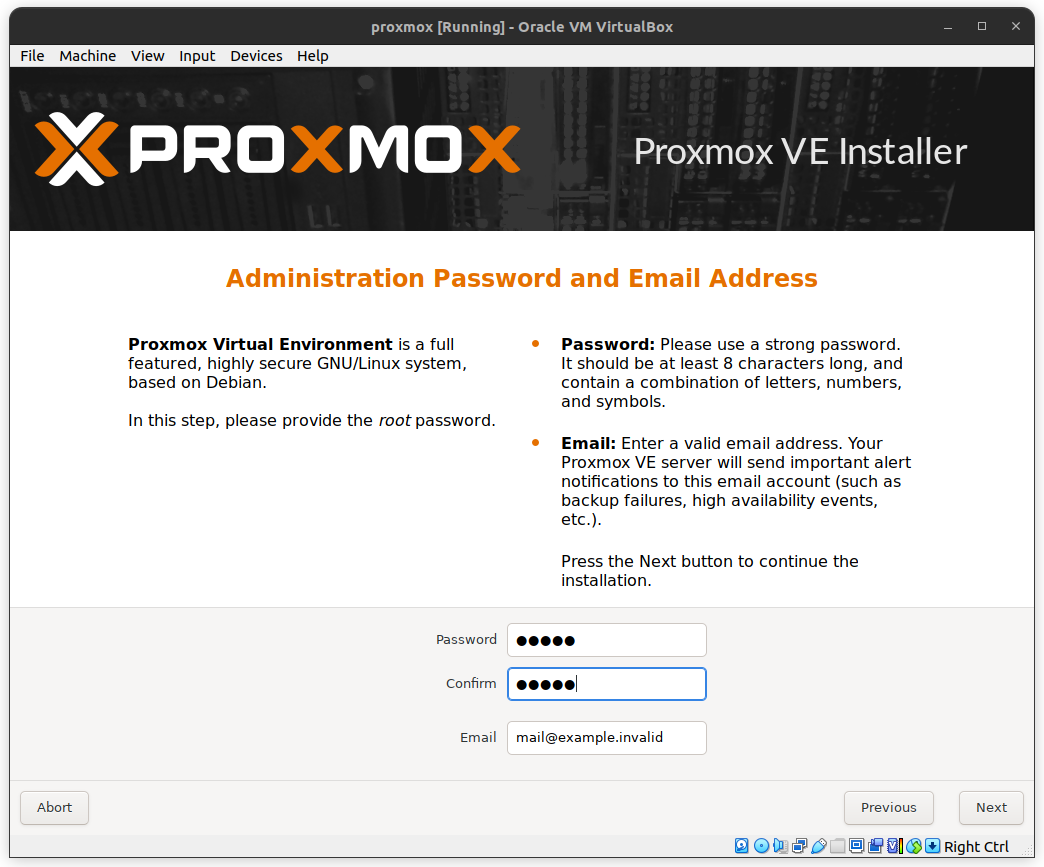 proxmox [Running] - Oracle VM VirtualBox
File Machine View Input Devices Help
PROXMOX
Proxmox VE Installer
Administration Password and Email Address
Proxmox Virtual Environment is a full
featured, highly secure GNU/Linux system,
based on Debian.
In this step, please provide the root password.
Password: Please use a strong password.
It should be at least 8 characters long, and
contain a combination of letters, numbers,
and symbols.
Email: Enter a valid email address. Your
Proxmox VE server will send important alert
notifications to this email account (such as
backup failures, high availability events,
etc.).
Press the Next button to continue the
installation.
Password ●●●●●
Confirm ●●●●●
Email mail@example.invalid
Abort Previous Next
Right Ctrl